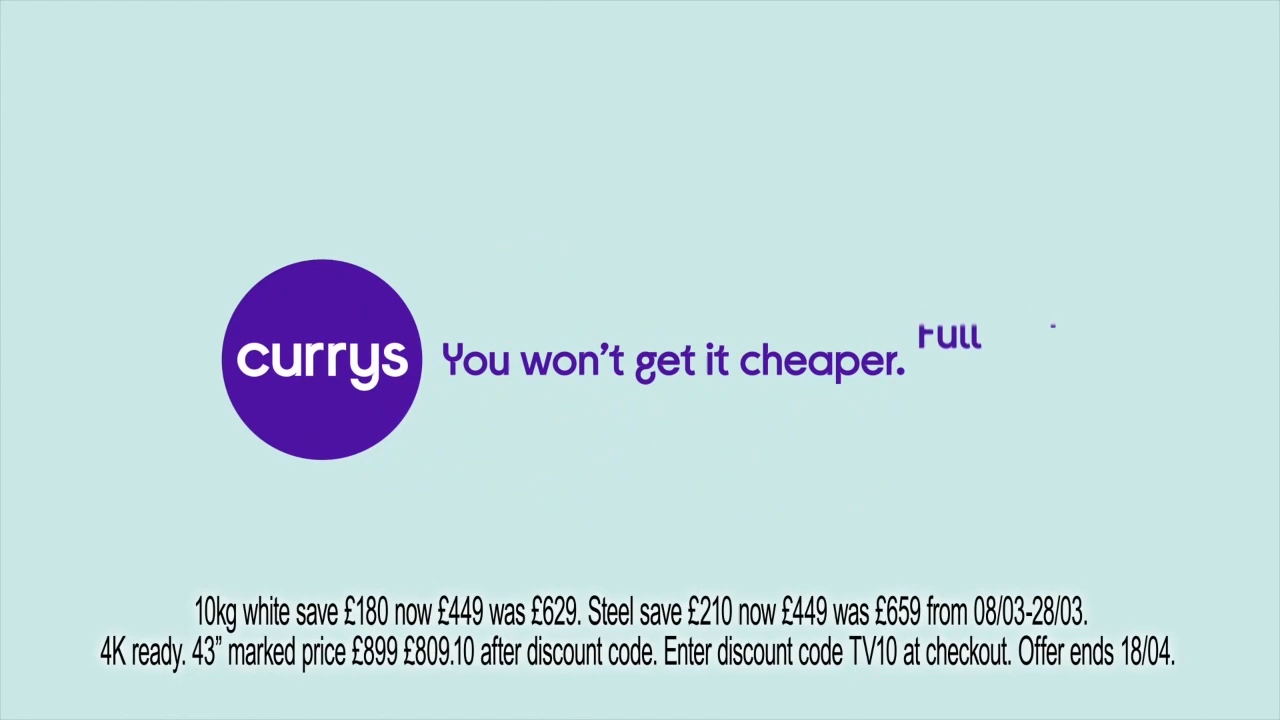 currys
You won't get it cheaper. Full
10kg white save £180 now £449 was £629. Steel save £210 now £449 was £659 from 08/03-28/03.
4K ready. 43” marked price £899 £809.10 after discount code. Enter discount code TV10 at checkout. Offer ends 18/04.